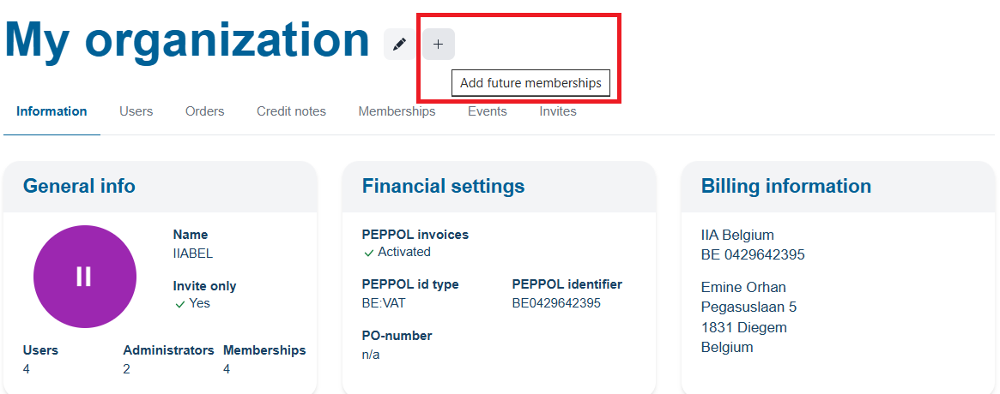 My organization
+
Add future memberships
Information Users Orders Credit notes Memberships Events Invites
General info
II
Name
IIABEL
Invite only
Yes
Users Administrators Memberships
4 2 4
Financial settings
PEPPOL invoices
Activated
PEPPOL id type PEPPOL identifier
BE:VAT BE0429642395
PO-number
n/a
Billing information
IIA Belgium
BE 0429642395
Emine Orhan
Pegasuslaan 5
1831 Diegem
Belgium